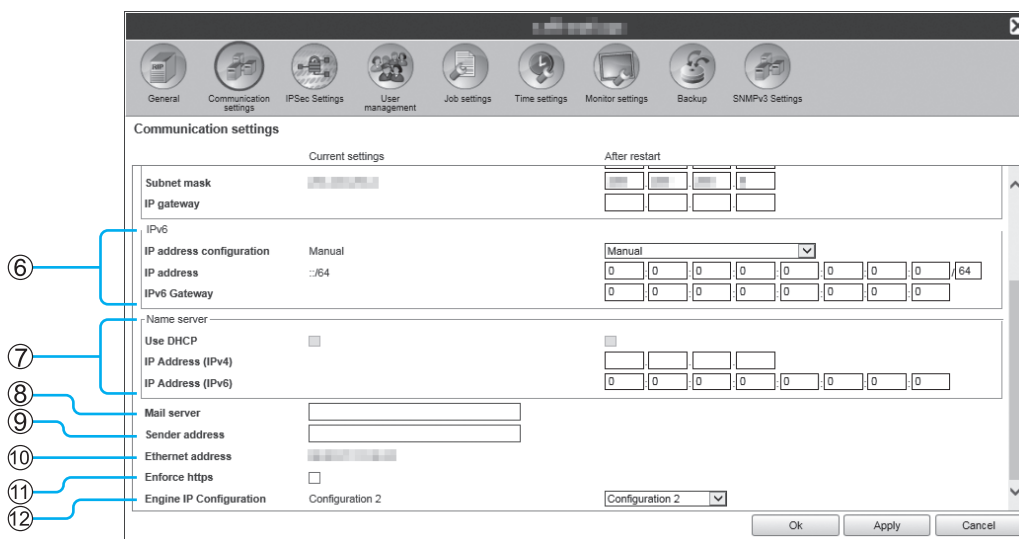 General
Communication settings
IPSec Settings
User management
Job settings
Time settings
Monitor settings
Backup
SNMPv3 Settings
Communication settings
Current settings After restart
Subnet mask
IP gateway
IPv6
⑥
IP address configuration Manual Manual
IP address ::/64 0 : 0 : 0 : 0 : 0 : 0 : 0 : 0 / 64
IPv6 Gateway 0 : 0 : 0 : 0 : 0 : 0 : 0 : 0
Name server
⑦
Use DHCP
IP Address (IPv4)
IP Address (IPv6) 0 : 0 : 0 : 0 : 0 : 0 : 0 : 0
⑧ Mail server
⑨ Sender address
⑩ Ethernet address
⑪ Enforce https
⑫ Engine IP Configuration Configuration 2 Configuration 2
Ok Apply Cancel